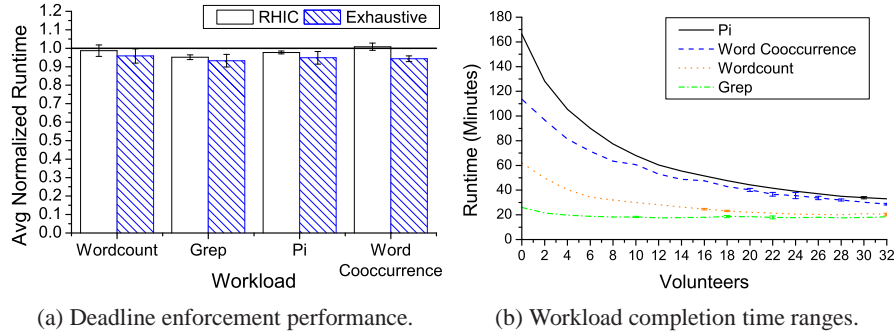 RHIC
Exhaustive
Avg Normalized Runtime
1.2
1.1
1.0
0.9
0.8
0.7
0.6
0.5
0.4
0.3
0.2
0.1
0.0
Wordcount Grep Pi Word
Cooccurrence
Workload
(a) Deadline enforcement performance.
Pi
Word Cooccurrence
Wordcount
Grep
Runtime (Minutes)
180
160
140
120
100
80
60
40
20
0
0 2 4 6 8 10 12 14 16 18 20 22 24 26 28 30 32
Volunteers
(b) Workload completion time ranges.